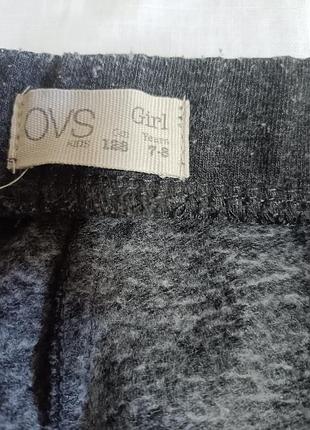 OVS Girl
KIDS Cm Years
128 7-8